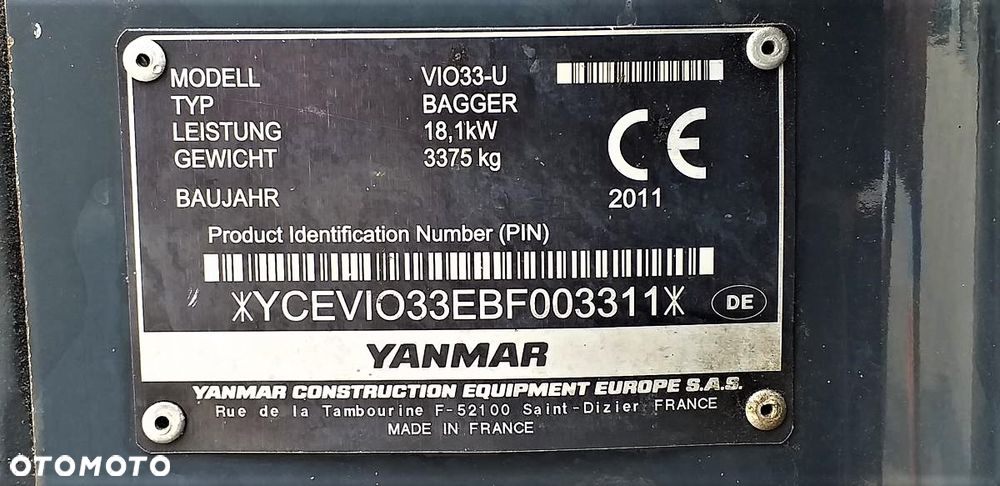 MODELL VIO33-U
TYP BAGGER
LEISTUNG 18,1kW
GEWICHT 3375 kg
CE
BAUJAHR 2011
Product Identification Number (PIN)
*YCEVIO33EBF003311* DE
YANMAR
YANMAR CONSTRUCTION EQUIPMENT EUROPE S.A.S.
Rue de la Tambourine F-52100 Saint-Dizier FRANCE
MADE IN FRANCE
OTOMOTO